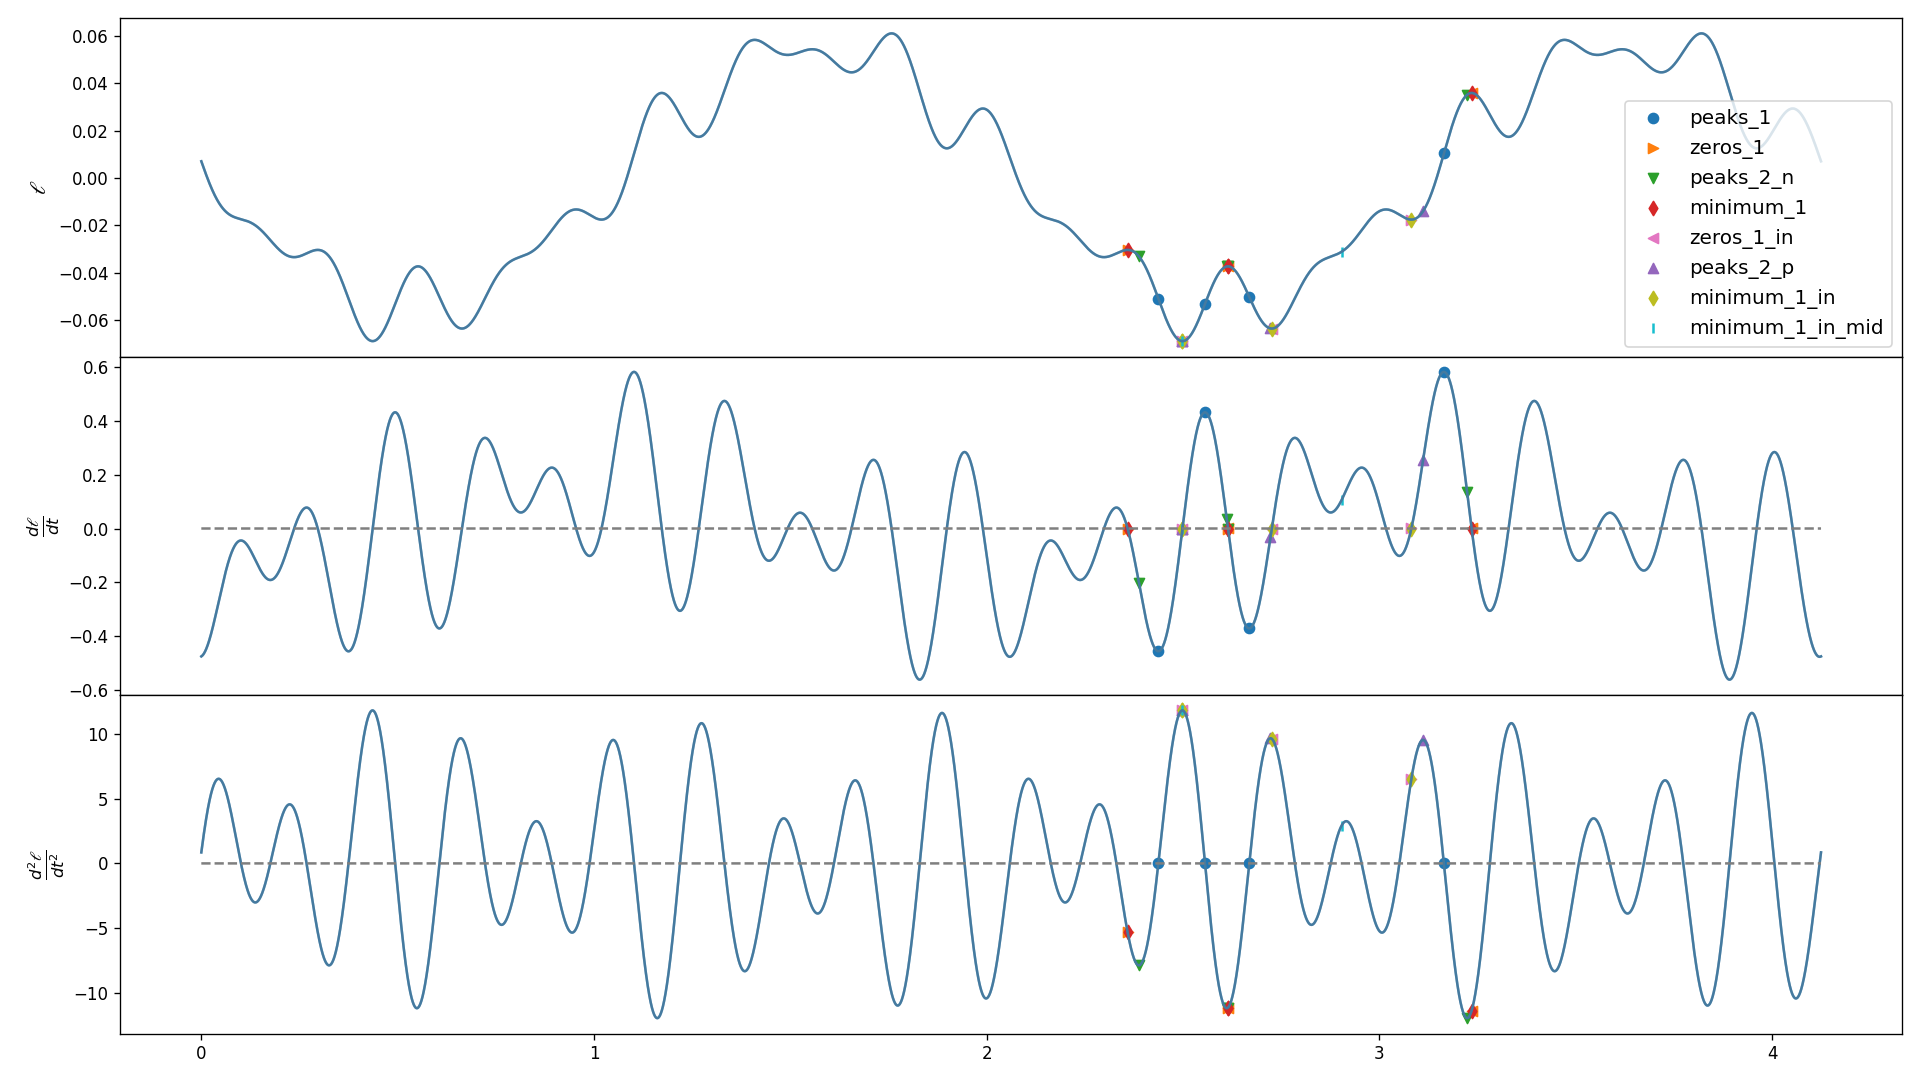 0.06
0.04
0.02
0.00
−0.02
−0.04
−0.06
ℓ
peaks_1
zeros_1
peaks_2_n
minimum_1
zeros_1_in
peaks_2_p
minimum_1_in
minimum_1_in_mid
0.6
0.4
0.2
0.0
−0.2
−0.4
−0.6
dℓ
dt
10
5
0
−5
−10
d²ℓ
dt²
0 1 2 3 4